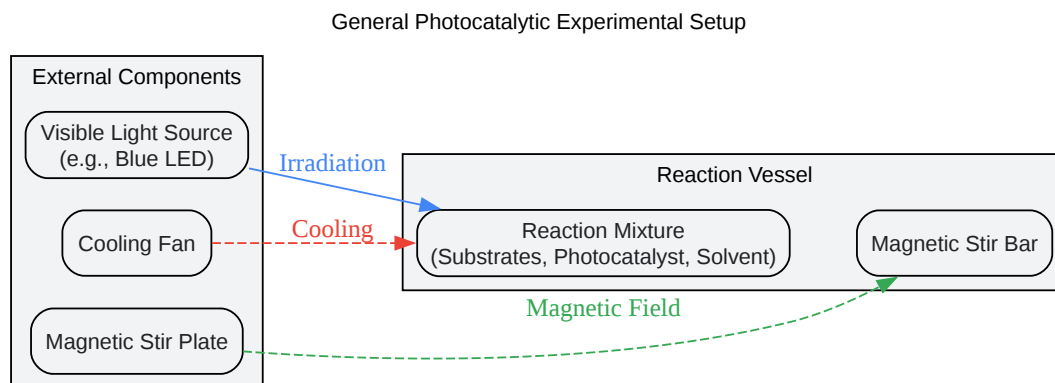 General Photocatalytic Experimental Setup
External Components
Visible Light Source
(e.g., Blue LED)
Irradiation
Reaction Vessel
Cooling Fan
Cooling
Reaction Mixture
(Substrates, Photocatalyst, Solvent)
Magnetic Stir Bar
Magnetic Field
Magnetic Stir Plate